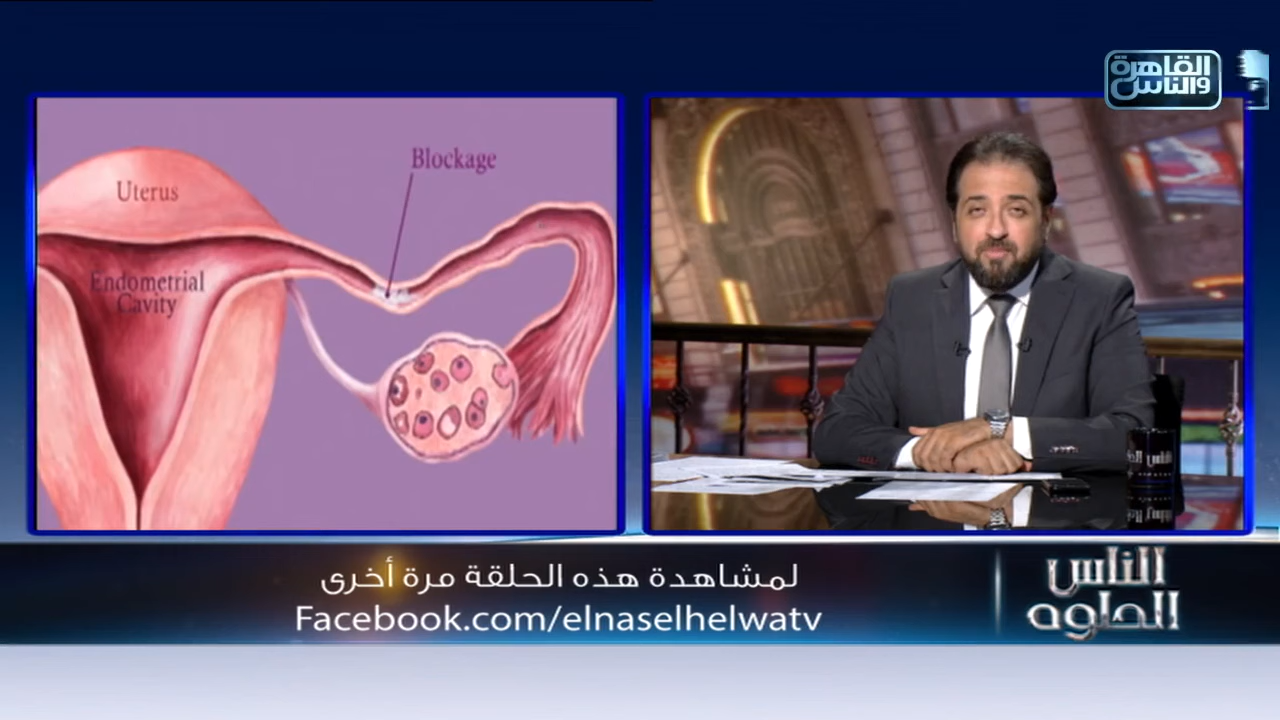 القاهرة
والناس
Blockage
Uterus
Endometrial
Cavity
لمشاهدة هذه الحلقة مرة أخرى
Facebook.com/elnaselhelwatv
الناس
الحلوه